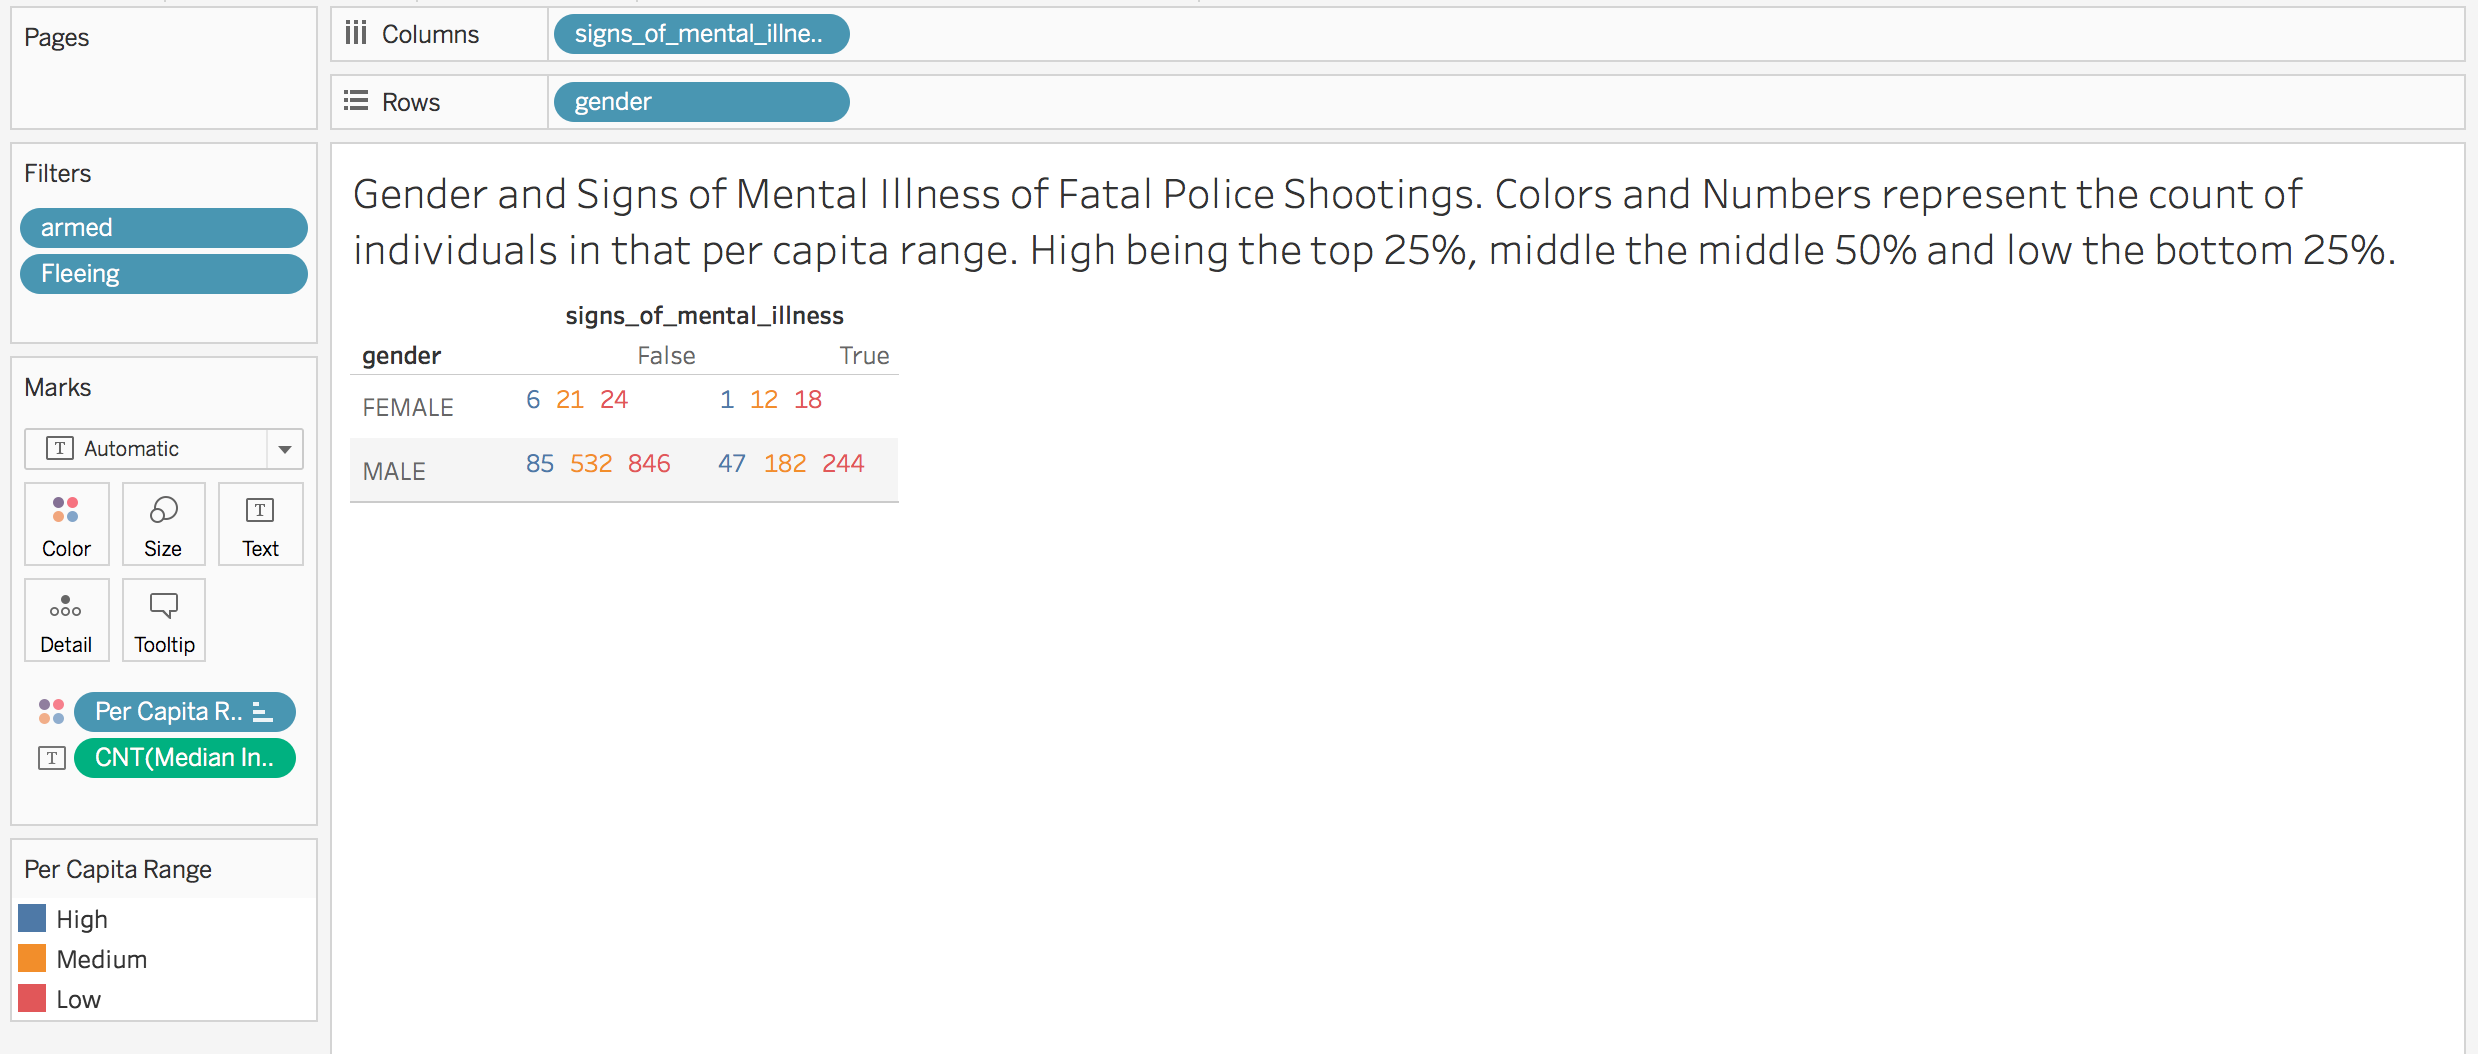 Pages
Columns
signs_of_mental_illne..
Rows
gender
Filters
armed
Fleeing
Gender and Signs of Mental Illness of Fatal Police Shootings. Colors and Numbers represent the count of
individuals in that per capita range. High being the top 25%, middle the middle 50% and low the bottom 25%.
signs_of_mental_illness
gender False True
FEMALE 6 21 24 1 12 18
MALE 85 532 846 47 182 244
Marks
T Automatic
Color Size T Text
Detail Tooltip
Per Capita R..
T CNT(Median In..
Per Capita Range
High
Medium
Low